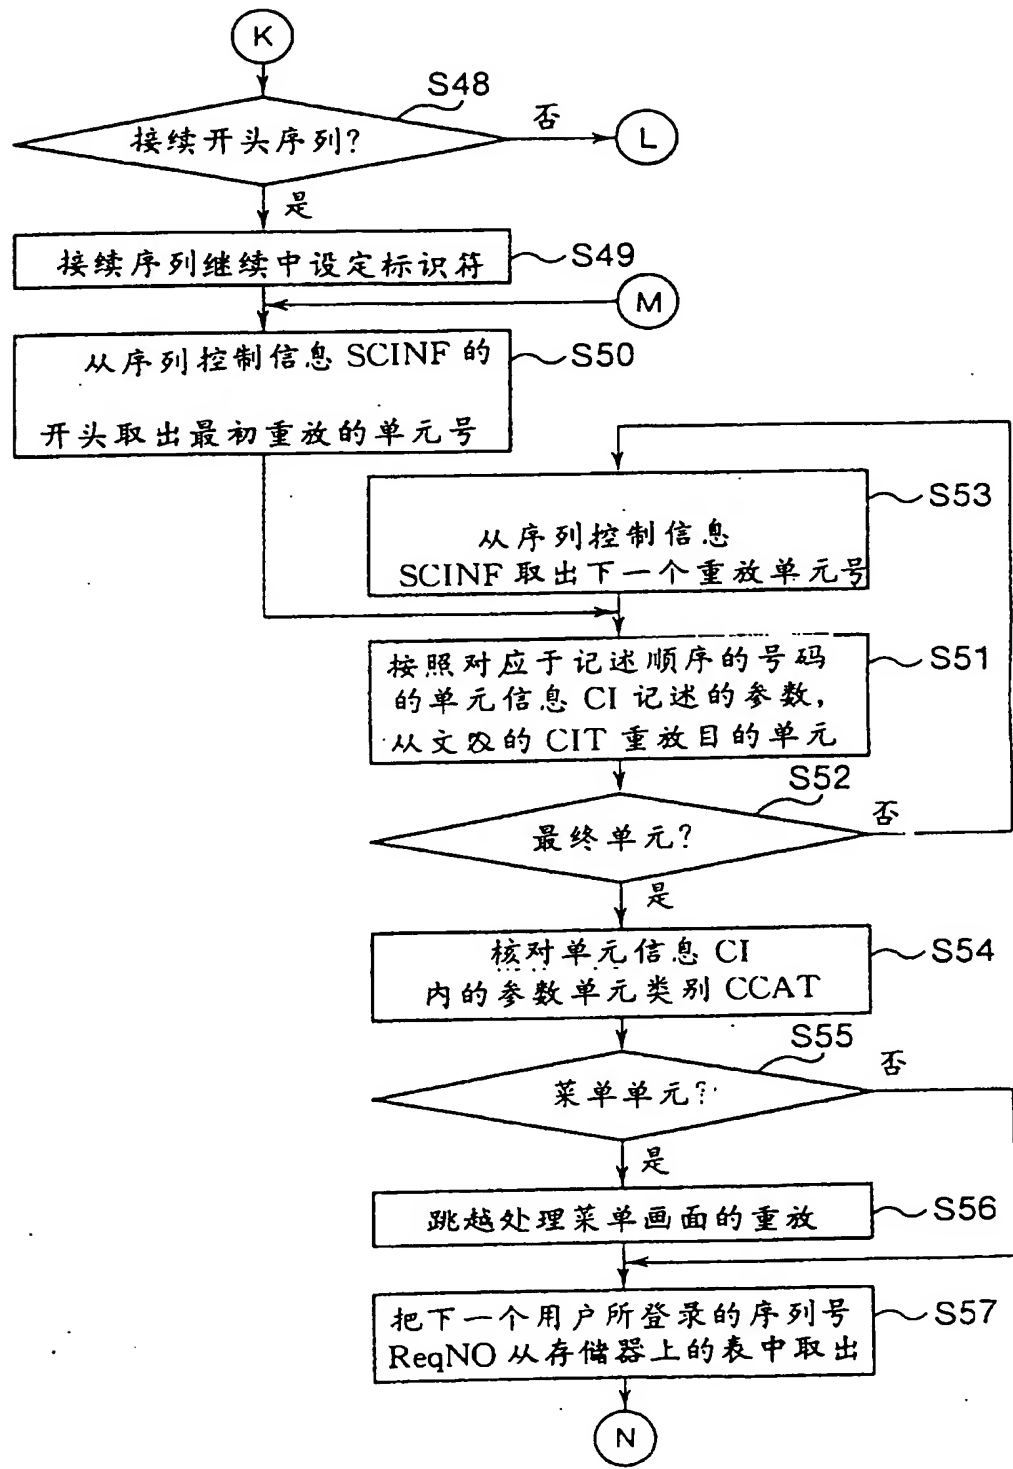 K
S48
接续开头序列?
否
L
是
接续序列继续中设定标识符
S49
M
从序列控制信息 SCINF 的
开头取出最初重放的单元号
S50
S53
从序列控制信息
SCINF 取出下一个重放单元号
按照对应于记述顺序的号码
的单元信息 CI 记述的参数,
从文的 CIT 重放目的单元
S51
S52
最终单元?
否
是
核对单元信息 CI
内的参数单元类别 CCAT
S54
S55
菜单单元?
否
是
跳越处理菜单画面的重放
S56
把下一个用户所登录的序列号
ReqNO 从存储器上的表中取出
S57
N